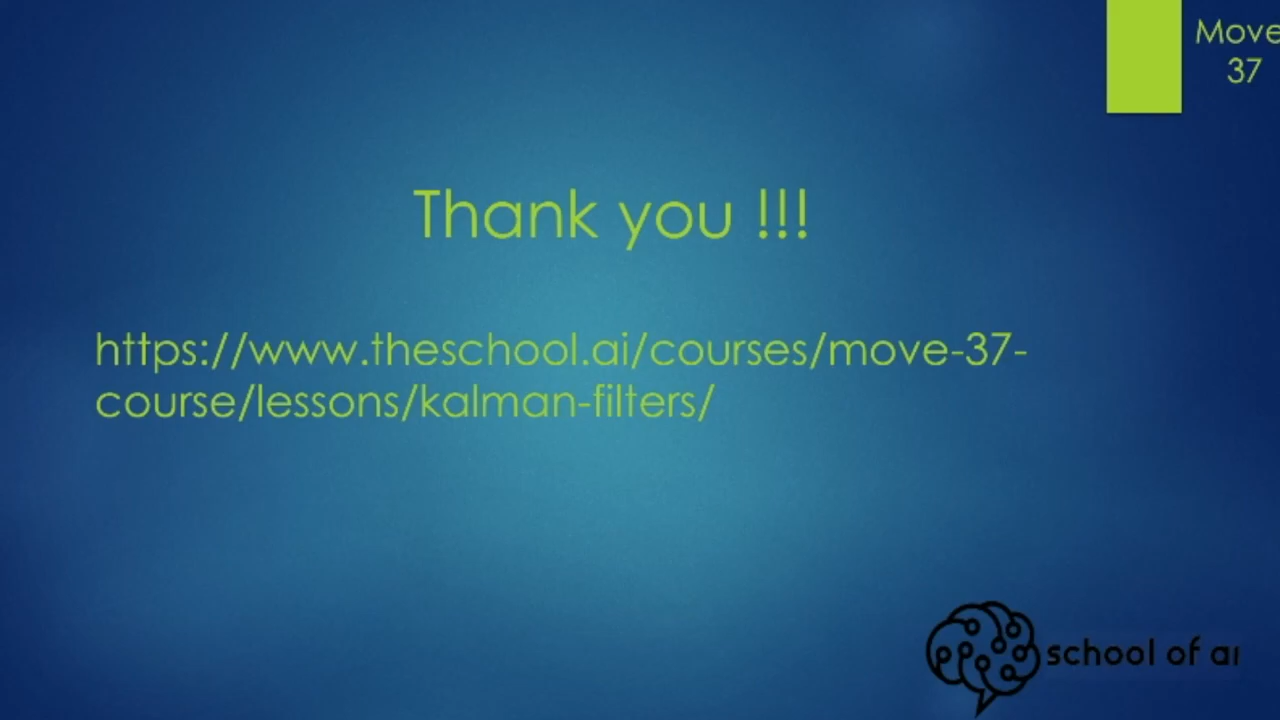 Move
37
Thank you !!!
https://www.theschool.ai/courses/move-37-
course/lessons/kalman-filters/
school of ai